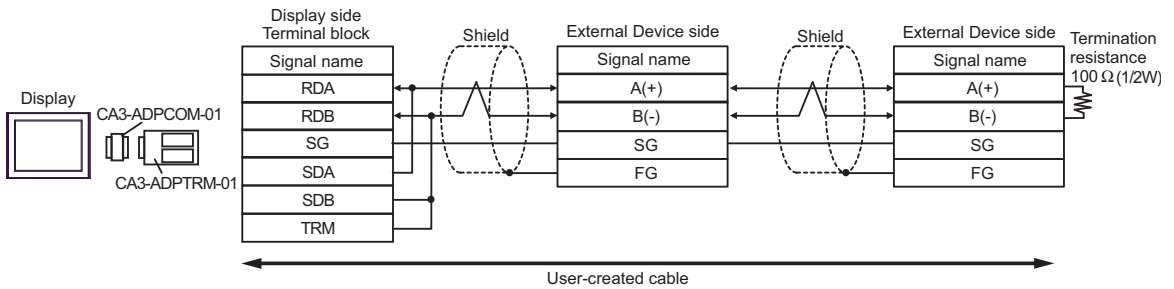 Display
CA3-ADPCOM-01
CA3-ADPTRM-01
Display side
Terminal block
Signal name
RDA
RDB
SG
SDA
SDB
TRM
Shield
External Device side
Signal name
A(+)
B(-)
SG
FG
Shield
External Device side
Signal name
A(+)
B(-)
SG
FG
Termination
resistance
100 Ω (1/2W)
User-created cable